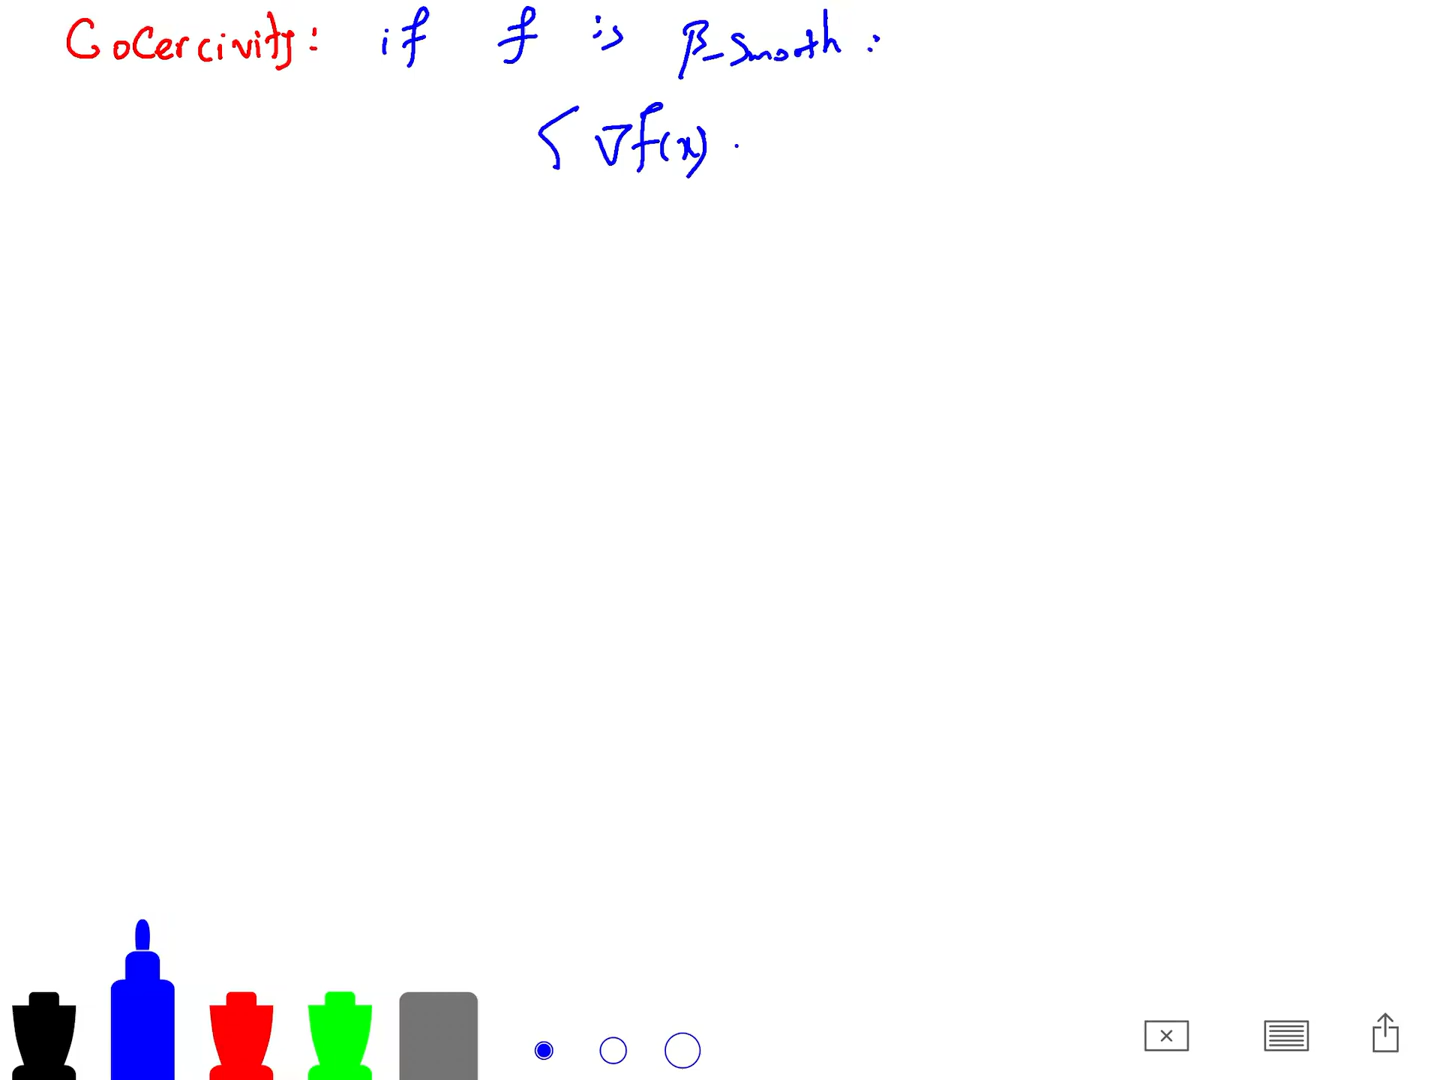 Cocercivity: if f is β-smooth:
⟨ ∇f(x) -